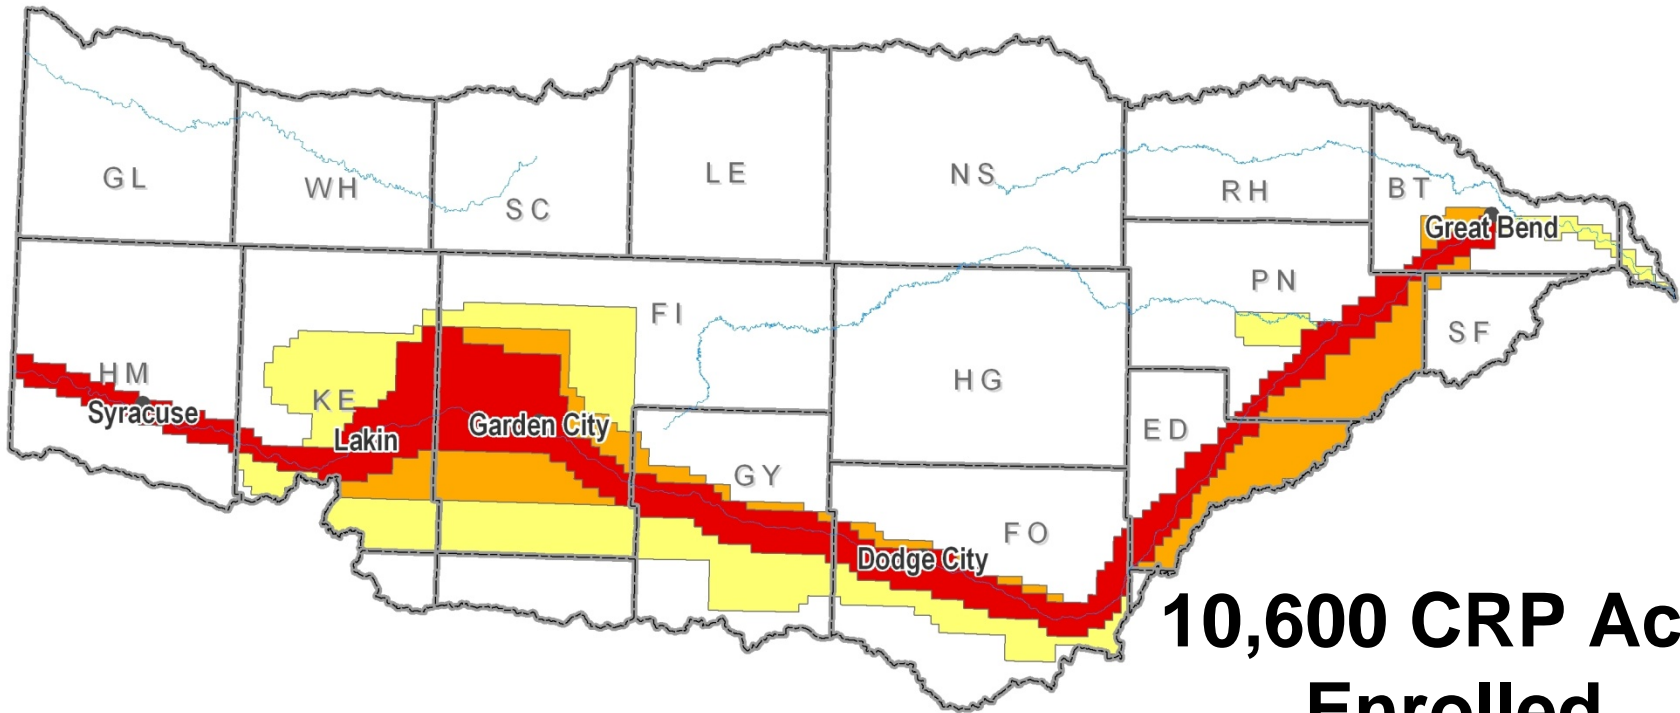 GL
WH
SC
LE
NS
RH
BT
Great Bend
PN
SF
FI
HM
Syracuse
KE
Lakin
Garden City
HG
ED
GY
FO
Dodge City
10,600 CRP Ac
Enrolled